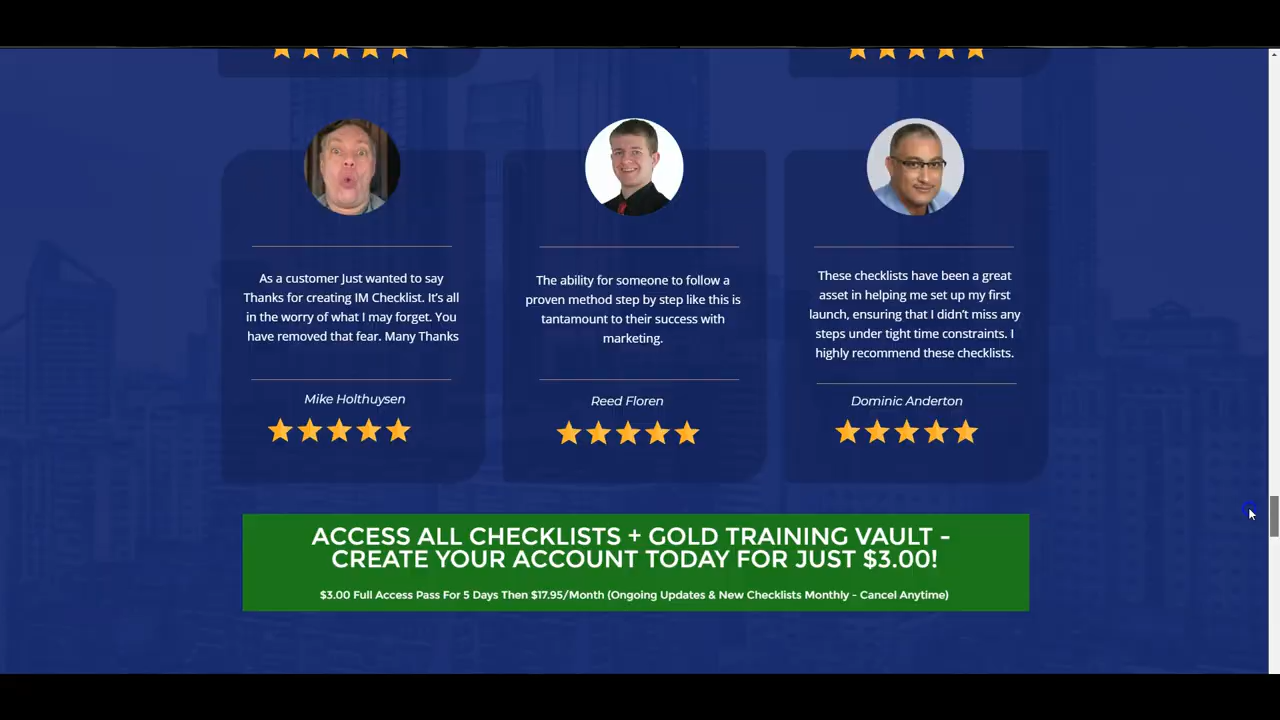 As a customer Just wanted to say
Thanks for creating IM Checklist. It’s all
in the worry of what I may forget. You
have removed that fear. Many Thanks
Mike Holthuysen
The ability for someone to follow a
proven method step by step like this is
tantamount to their success with
marketing.
Reed Floren
These checklists have been a great
asset in helping me set up my first
launch, ensuring that I didn’t miss any
steps under tight time constraints. I
highly recommend these checklists.
Dominic Anderton
ACCESS ALL CHECKLISTS + GOLD TRAINING VAULT -
CREATE YOUR ACCOUNT TODAY FOR JUST $3.00!
$3.00 Full Access Pass For 5 Days Then $17.95/Month (Ongoing Updates & New Checklists Monthly - Cancel Anytime)